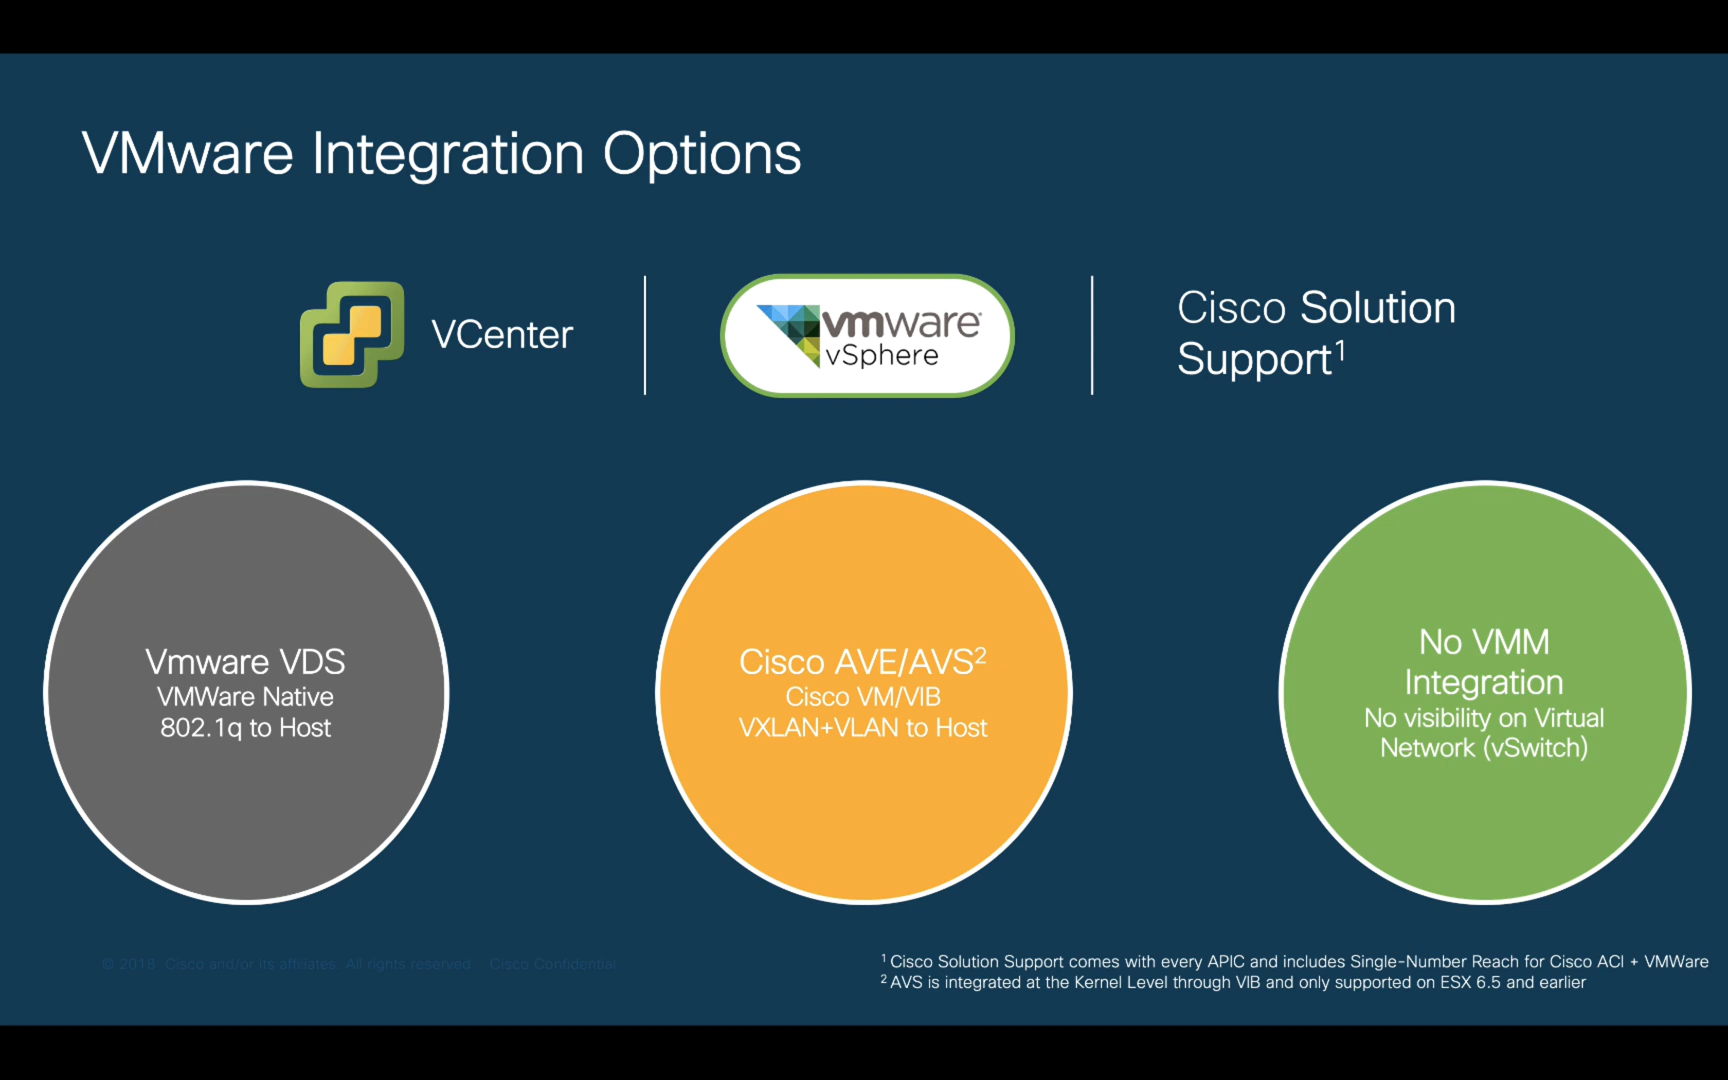 VMware Integration Options
VCenter
vmware
vSphere
Cisco Solution
Support¹
Vmware VDS
VMWare Native
802.1q to Host
Cisco AVE/AVS²
Cisco VM/VIB
VXLAN+VLAN to Host
No VMM
Integration
No visibility on Virtual
Network (vSwitch)
© 2018 Cisco and/or its affiliates. All rights reserved. Cisco Confidential
¹ Cisco Solution Support comes with every APIC and includes Single-Number Reach for Cisco ACI + VMWare
² AVS is integrated at the Kernel Level through VIB and only supported on ESX 6.5 and earlier